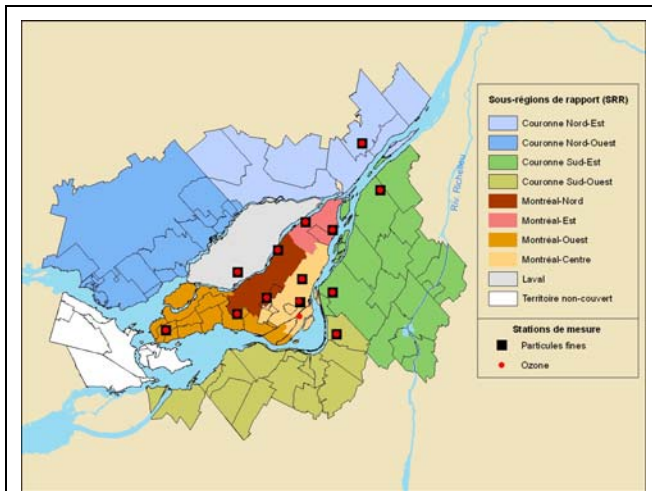 Sous-régions de rapport (SRR)
Couronne Nord-Est
Couronne Nord-Ouest
Couronne Sud-Est
Couronne Sud-Ouest
Montréal-Nord
Montréal-Est
Montréal-Ouest
Montréal-Centre
Laval
Territoire non-couvert
Stations de mesure
Particules fines
Ozone
Riv. Richelieu